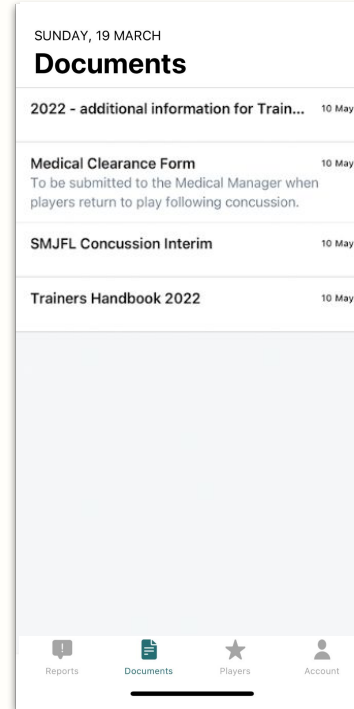 SUNDAY, 19 MARCH
Documents
2022 - additional information for Train... 10 May
Medical Clearance Form 10 May
To be submitted to the Medical Manager when
players return to play following concussion.
SMJFL Concussion Interim 10 May
Trainers Handbook 2022 10 May
Reports Documents Players Account